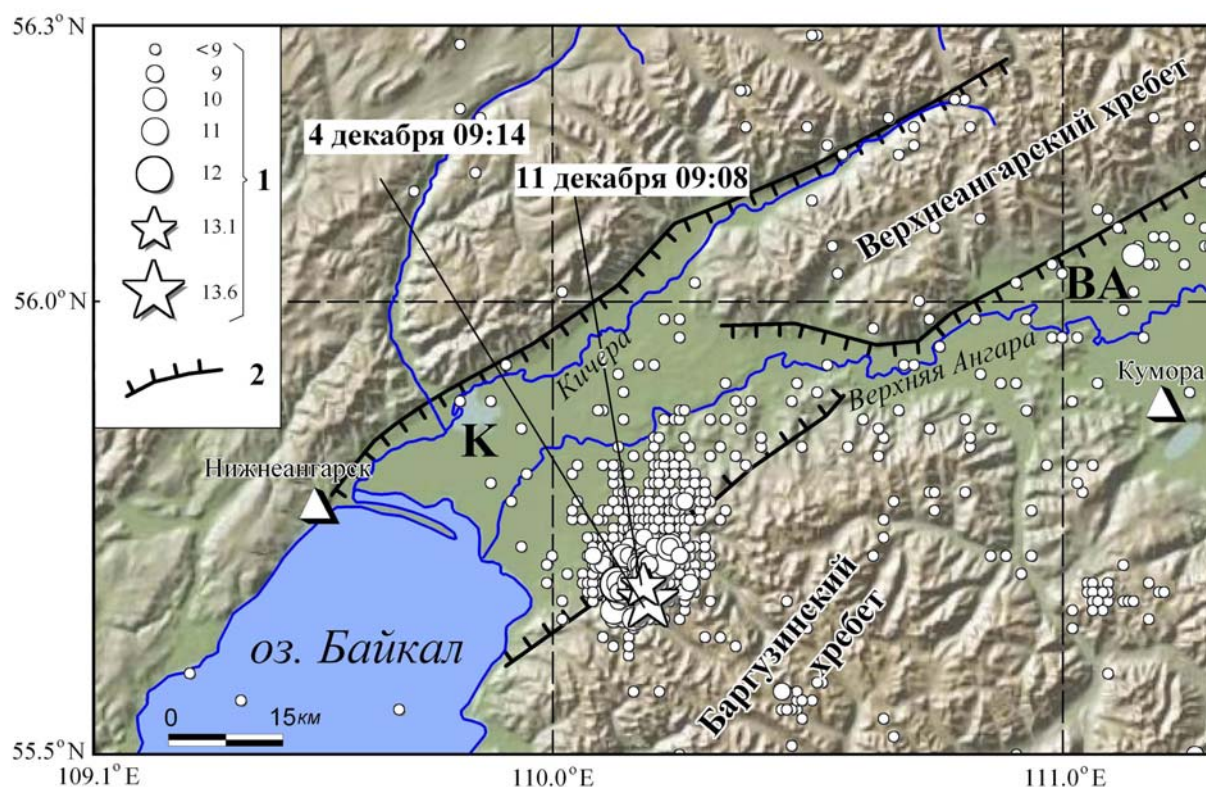 56.3° N
<9
9
10
11
12
13.1
13.6
1
2
4 декабря 09:14
11 декабря 09:08
Верхнеангарский хребет
56.0° N
ВА
Кичера
Верхняя Ангара
Кумора
К
Нижнеангарск
Баргузинский
хребет
оз. Байкал
0 15км
55.5° N
109.1° E 110.0° E 111.0° E